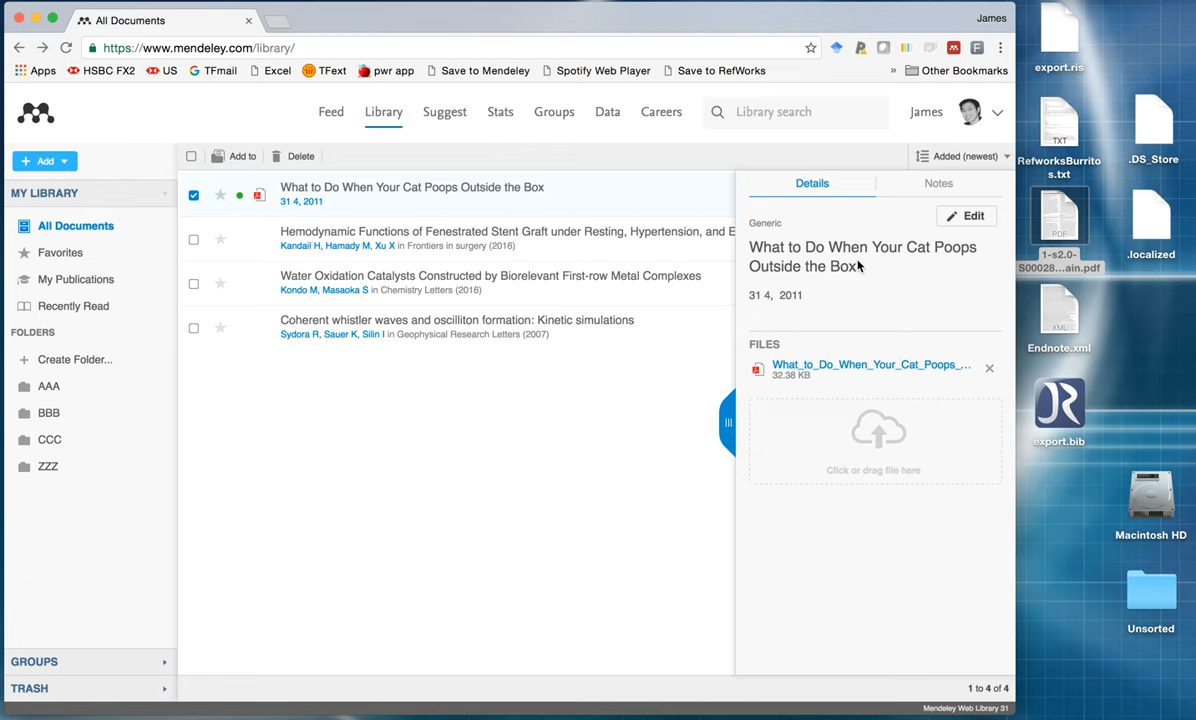 All Documents
James
https://www.mendeley.com/library/
Apps HSBC FX2 US TFmail Excel TFext pwr app Save to Mendeley Spotify Web Player Save to RefWorks » Other Bookmarks
Feed Library Suggest Stats Groups Data Careers Library search James
+ Add
Add to Delete Added (newest)
MY LIBRARY
All Documents
Favorites
My Publications
Recently Read
FOLDERS
+ Create Folder...
AAA
BBB
CCC
ZZZ
GROUPS
TRASH
What to Do When Your Cat Poops Outside the Box
31 4, 2011
Hemodynamic Functions of Fenestrated Stent Graft under Resting, Hypertension, and E
Kandail H, Hamady M, Xu X in Frontiers in surgery (2016)
Water Oxidation Catalysts Constructed by Biorelevant First-row Metal Complexes
Kondo M, Masaoka S in Chemistry Letters (2016)
Coherent whistler waves and oscilliton formation: Kinetic simulations
Sydora R, Sauer K, Silin I in Geophysical Research Letters (2007)
Details Notes
Edit
Generic
What to Do When Your Cat Poops
Outside the Box
31 4, 2011
FILES
What_to_Do_When_Your_Cat_Poops_...
32.38 KB
Click or drag file here
1 to 4 of 4
Mendeley Web Library 31
export.ris
TXT
RefworksBurrito
s.txt
.DS_Store
PDF
1-s2.0-
S00028...ain.pdf
.localized
XML
Endnote.xml
export.bib
Macintosh HD
Unsorted